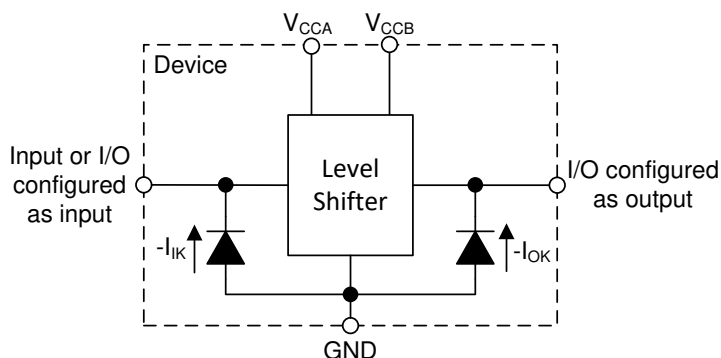 V_CCA V_CCB
Device
Input or I/O
configured
as input
Level
Shifter
I/O configured
as output
-I_IK
-I_OK
GND